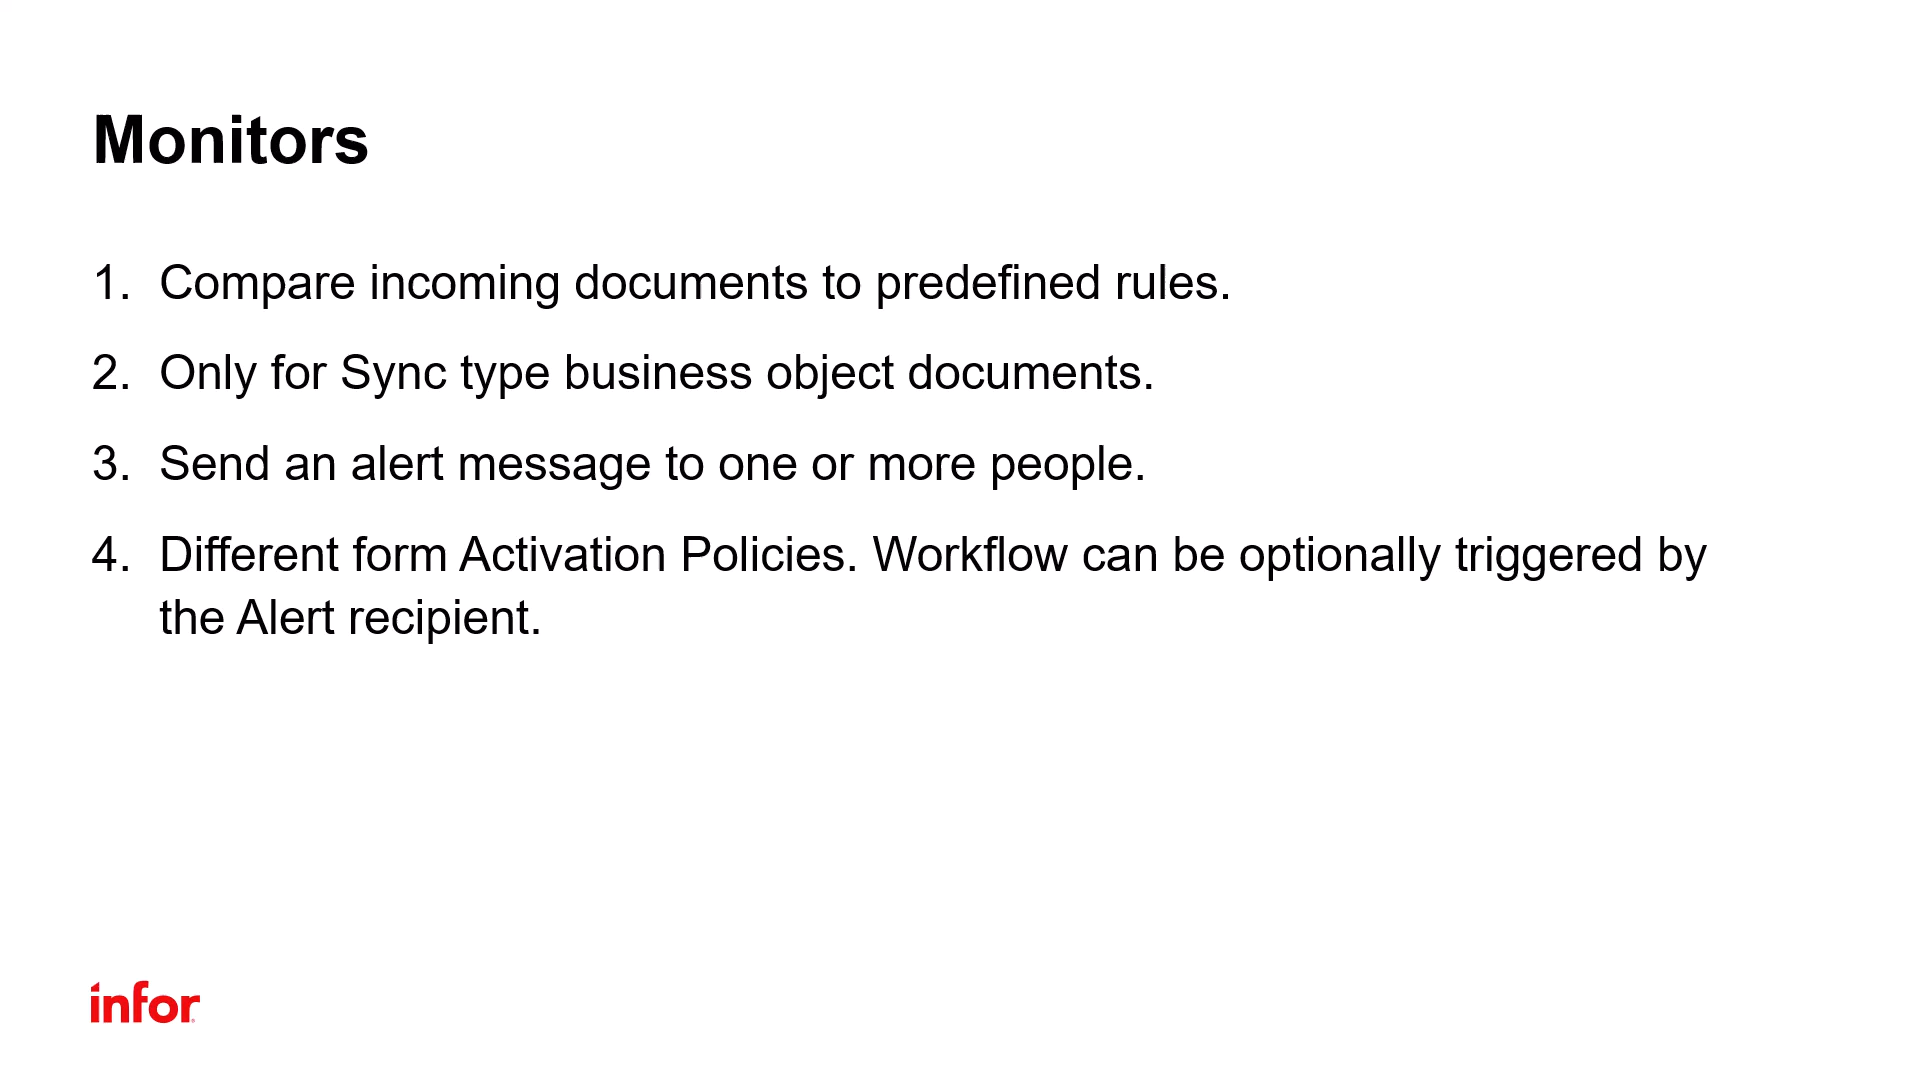 Monitors
1. Compare incoming documents to predefined rules.
2. Only for Sync type business object documents.
3. Send an alert message to one or more people.
4. Different form Activation Policies. Workflow can be optionally triggered by
the Alert recipient.
infor